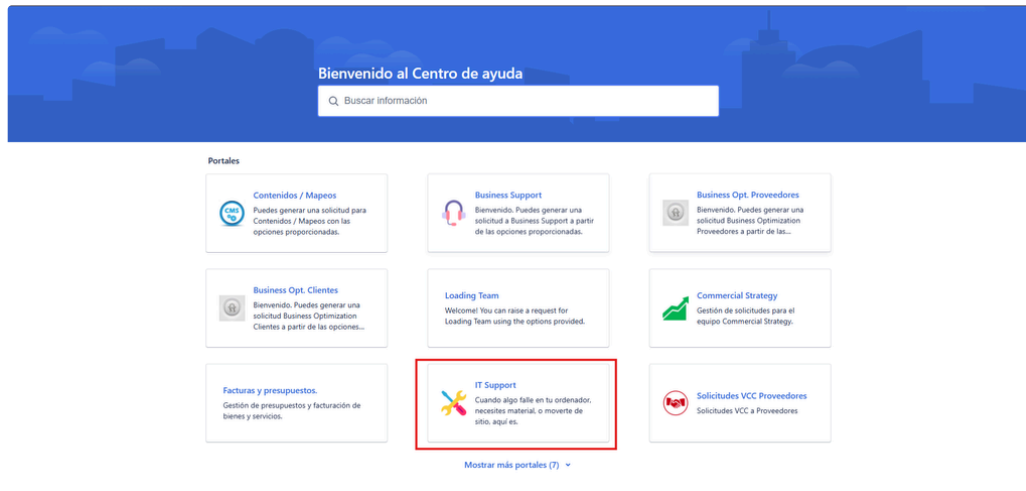 Bienvenido al Centro de ayuda
Buscar información
Portales
Contenidos / Mapeos
CMS
Puedes generar una solicitud para
Contenidos / Mapeos con las
opciones proporcionadas.
Business Support
Bienvenido. Puedes generar una
solicitud a Business Support a partir
de las opciones proporcionadas.
Business Opt. Proveedores
Bienvenido. Puedes generar una
solicitud Business Optimization
Proveedores a partir de las...
Business Opt. Clientes
Bienvenido. Puedes generar una
solicitud Business Optimization
Clientes a partir de las opciones...
Loading Team
Welcome! You can raise a request for
Loading Team using the options provided.
Commercial Strategy
Gestión de solicitudes para el
equipo Commercial Strategy.
Facturas y presupuestos.
Gestión de presupuestos y facturación de
bienes y servicios.
IT Support
Cuando algo falle en tu ordenador,
necesites material, o moverte de
sitio, aquí es.
Solicitudes VCC Proveedores
Solicitudes VCC a Proveedores
Mostrar más portales (7)